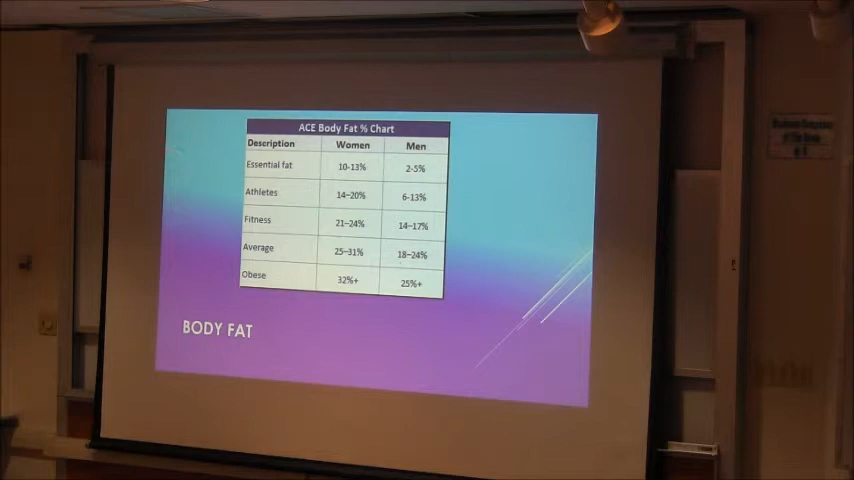 ACE Body Fat % Chart
Description Women Men
Essential fat 10-13% 2-5%
Athletes 14–20% 6-13%
Fitness 21–24% 14–17%
Average 25–31% 18–24%
Obese 32%+ 25%+
BODY FAT